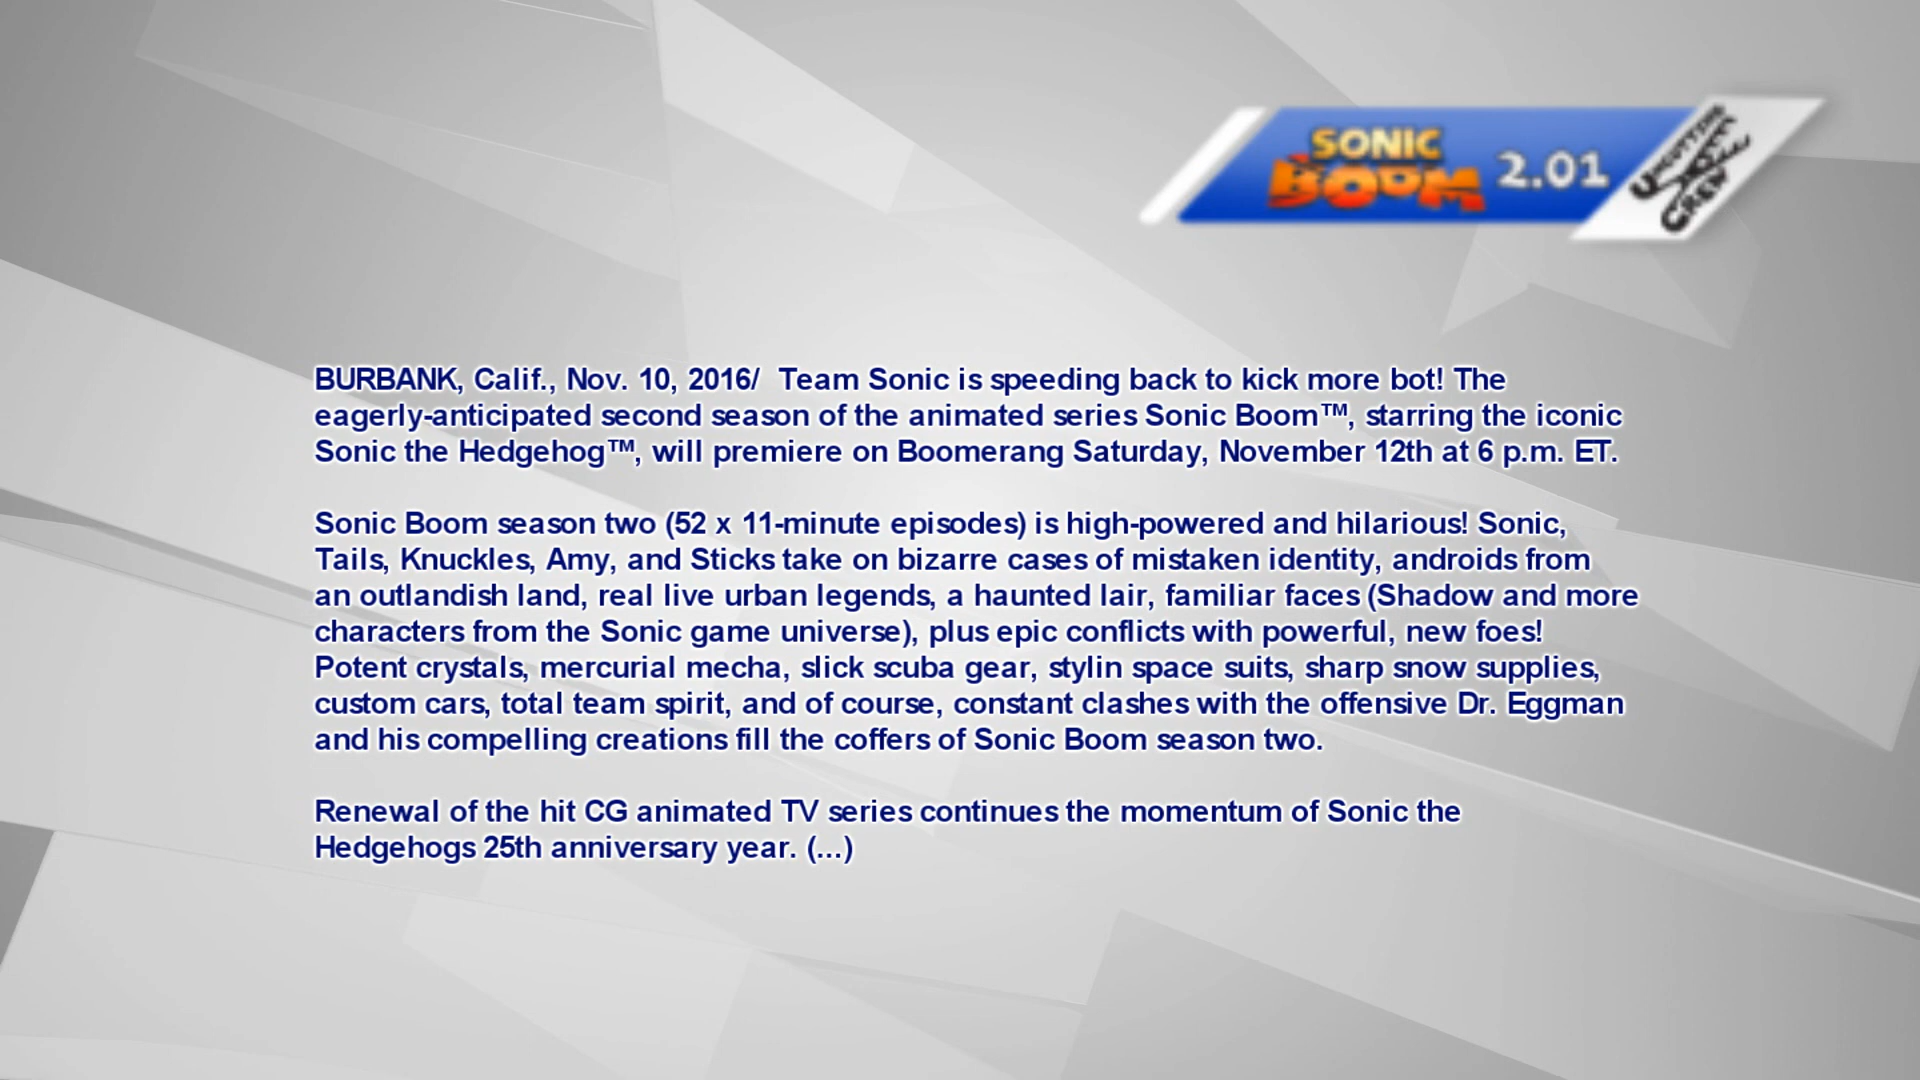 SONIC
BOOM
2.01
CREW
BURBANK, Calif., Nov. 10, 2016/  Team Sonic is speeding back to kick more bot! The
eagerly-anticipated second season of the animated series Sonic Boom™, starring the iconic
Sonic the Hedgehog™, will premiere on Boomerang Saturday, November 12th at 6 p.m. ET.
Sonic Boom season two (52 x 11-minute episodes) is high-powered and hilarious! Sonic,
Tails, Knuckles, Amy, and Sticks take on bizarre cases of mistaken identity, androids from
an outlandish land, real live urban legends, a haunted lair, familiar faces (Shadow and more
characters from the Sonic game universe), plus epic conflicts with powerful, new foes!
Potent crystals, mercurial mecha, slick scuba gear, stylin space suits, sharp snow supplies,
custom cars, total team spirit, and of course, constant clashes with the offensive Dr. Eggman
and his compelling creations fill the coffers of Sonic Boom season two.
Renewal of the hit CG animated TV series continues the momentum of Sonic the
Hedgehogs 25th anniversary year. (...)